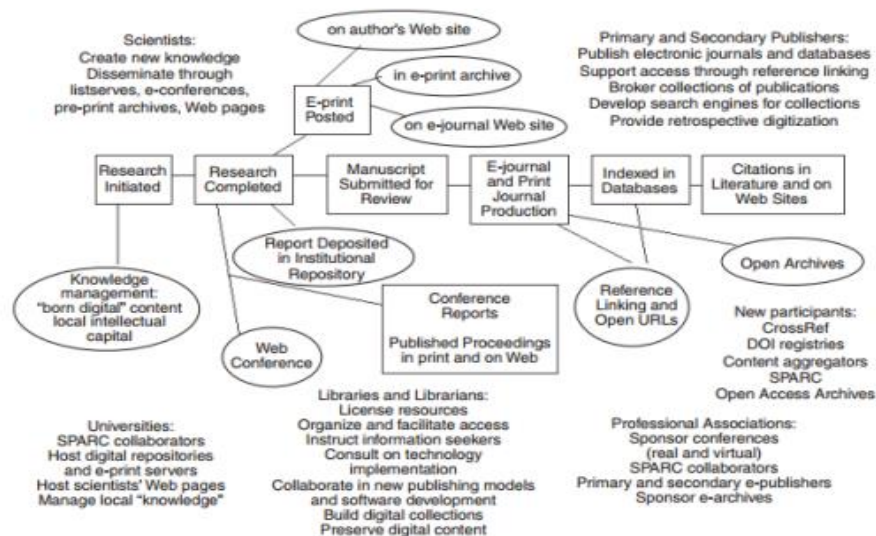 on author's Web site
Scientists:
Create new knowledge
Disseminate through
listserves, e-conferences,
pre-print archives, Web pages
in e-print archive
E-print
Posted
on e-journal Web site
Primary and Secondary Publishers:
Publish electronic journals and databases
Support access through reference linking
Broker collections of publications
Develop search engines for collections
Provide retrospective digitization
Research
Initiated
Research
Completed
Manuscript
Submitted for
Review
E-journal
and Print
Journal
Production
Indexed in
Databases
Citations in
Literature and on
Web Sites
Report Deposited
in Institutional
Repository
Knowledge
management:
"born digital" content
local intellectual
capital
Web
Conference
Conference
Reports
Published Proceedings
in print and on Web
Reference
Linking and
Open URLs
Open Archives
New participants:
CrossRef
DOI registries
Content aggregators
SPARC
Open Access Archives
Universities:
SPARC collaborators
Host digital repositories
and e-print servers
Host scientists' Web pages
Manage local "knowledge"
Libraries and Librarians:
License resources
Organize and facilitate access
Instruct information seekers
Consult on technology
implementation
Collaborate in new publishing models
and software development
Build digital collections
Preserve digital content
Professional Associations:
Sponsor conferences
(real and virtual)
SPARC collaborators
Primary and secondary e-publishers
Sponsor e-archives